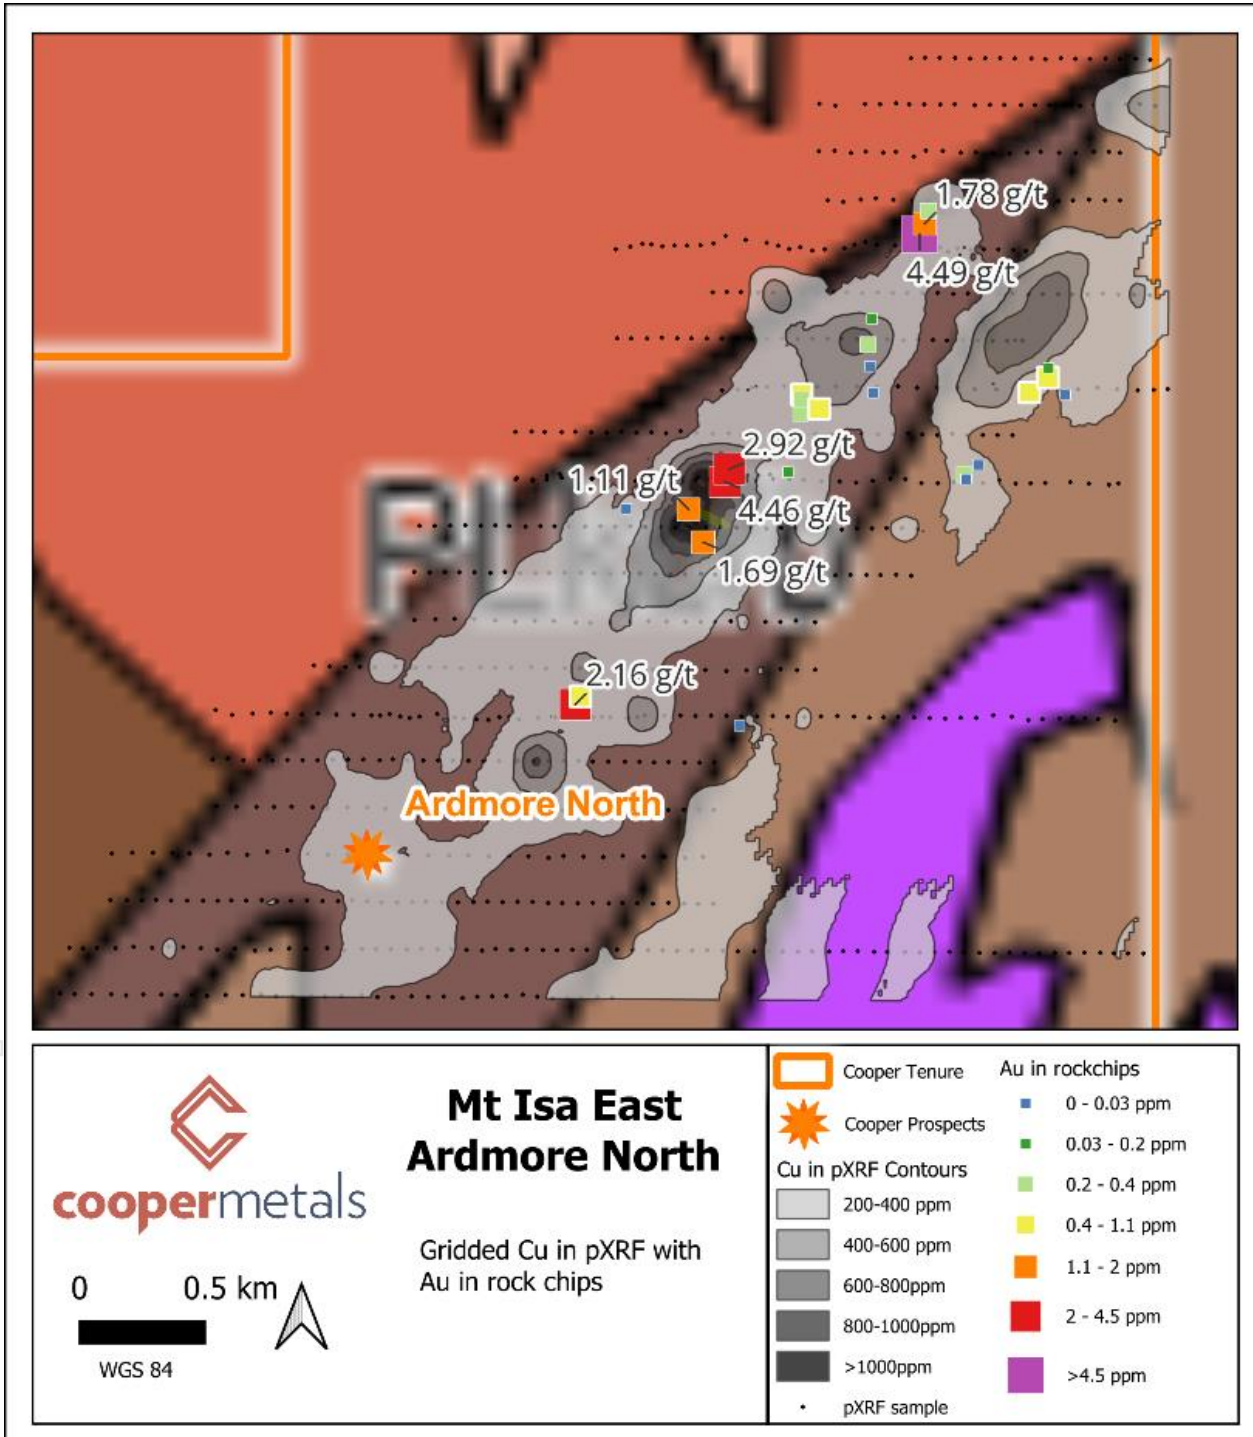 1.78 g/t
4.49 g/t
2.92 g/t
1.11 g/t
4.46 g/t
1.69 g/t
2.16 g/t
Ardmore North
coopermetals
0 0.5 km
WGS 84
Mt Isa East
Ardmore North
Gridded Cu in pXRF with
Au in rock chips
Cooper Tenure
Cooper Prospects
Cu in pXRF Contours
200-400 ppm
400-600 ppm
600-800ppm
800-1000ppm
>1000ppm
pXRF sample
Au in rockchips
0 - 0.03 ppm
0.03 - 0.2 ppm
0.2 - 0.4 ppm
0.4 - 1.1 ppm
1.1 - 2 ppm
2 - 4.5 ppm
>4.5 ppm